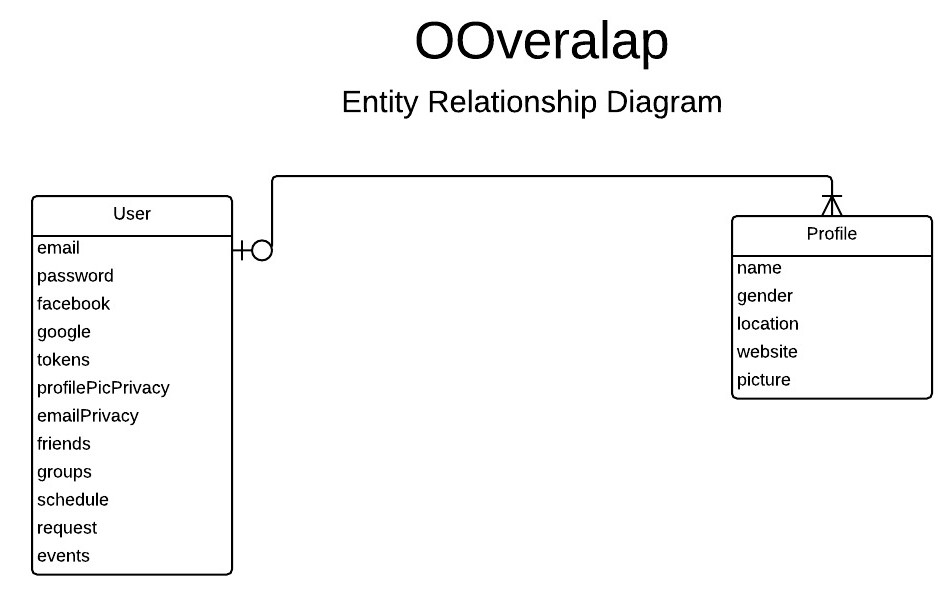 OOveralap
Entity Relationship Diagram
User
email
password
facebook
google
tokens
profilePicPrivacy
emailPrivacy
friends
groups
schedule
request
events
Profile
name
gender
location
website
picture